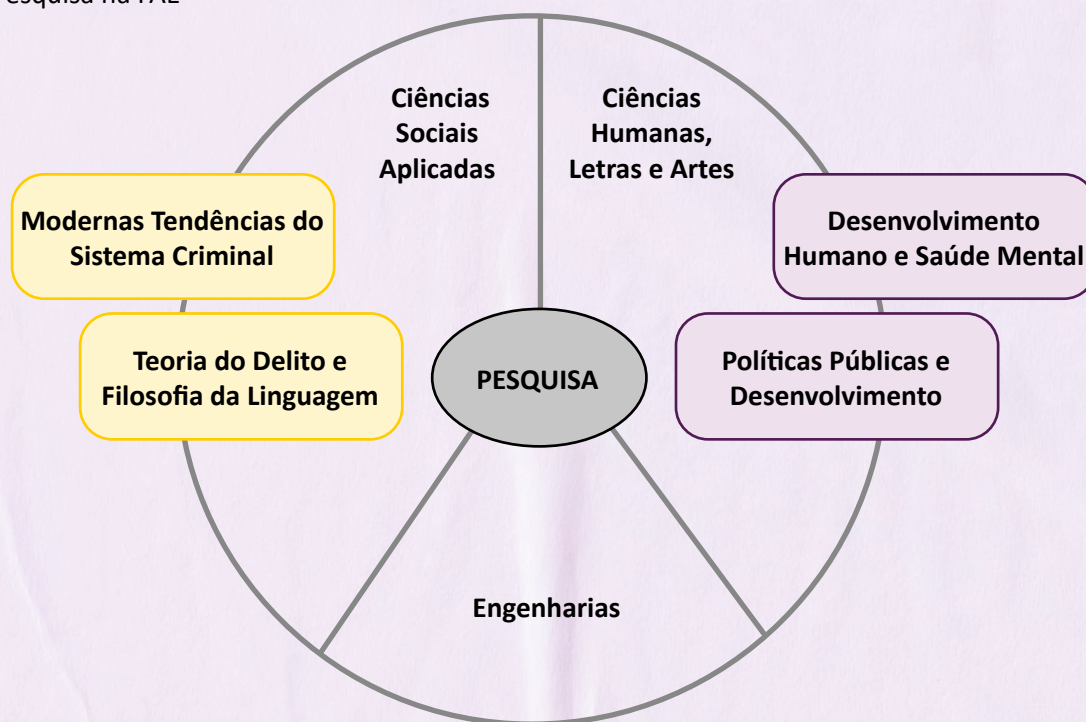 Ciências
Sociais
Aplicadas
Ciências
Humanas,
Letras e Artes
Modernas Tendências do
Sistema Criminal
Desenvolvimento
Humano e Saúde Mental
Teoria do Delito e
Filosofia da Linguagem
PESQUISA
Políticas Públicas e
Desenvolvimento
Engenharias